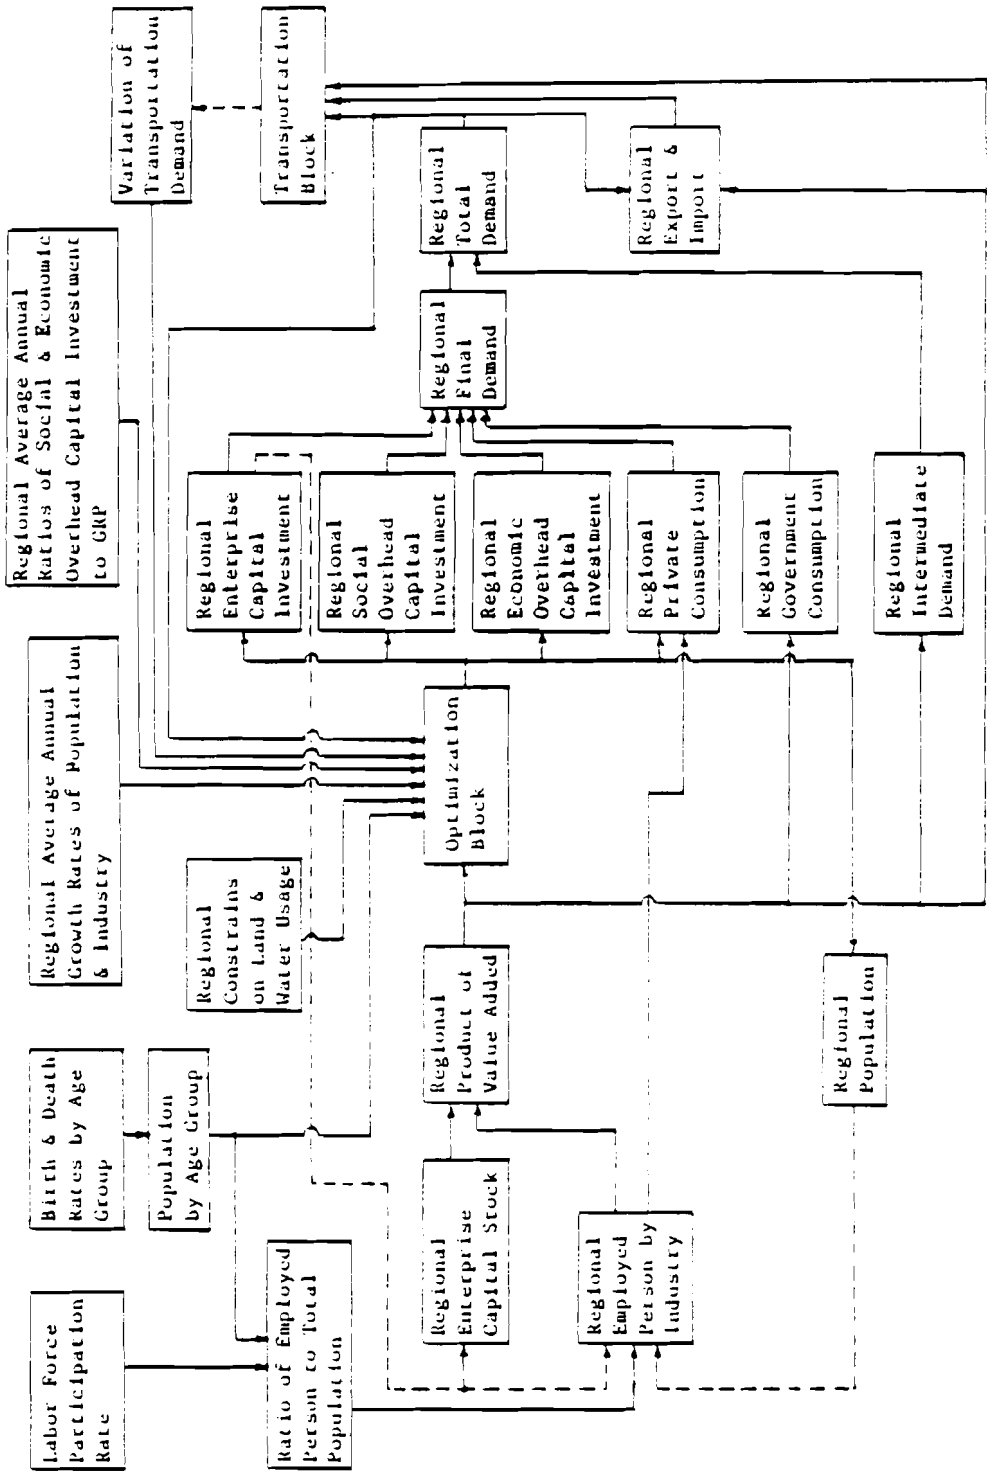 Labor Force
Participation
Rate
Birth & Death
Rates by Age
Group
Population
by Age Group
Ratio of Employed
Person to Total
Population
Regional Average Annual
Growth Rates of Population
& Industry
Regional Average Annual
Ratios of Social & Economic
Overhead Capital Investment
to GRP
Variation of
Transportation
Demand
Transportation
Block
Regional
Constrains
on Land &
Water Usage
Regional
Enterprise
Capital Stock
Regional
Employed
Person by
Industry
Regional
Product of
Value Added
Optimization
Block
Regional
Enterprise
Capital
Investment
Regional
Social
Overhead
Capital
Investment
Regional
Economic
Overhead
Capital
Investment
Regional
Private
Consumption
Regional
Government
Consumption
Regional
Intermediate
Demand
Regional
Final
Demand
Regional
Total
Demand
Regional
Export &
Import
Regional
Population